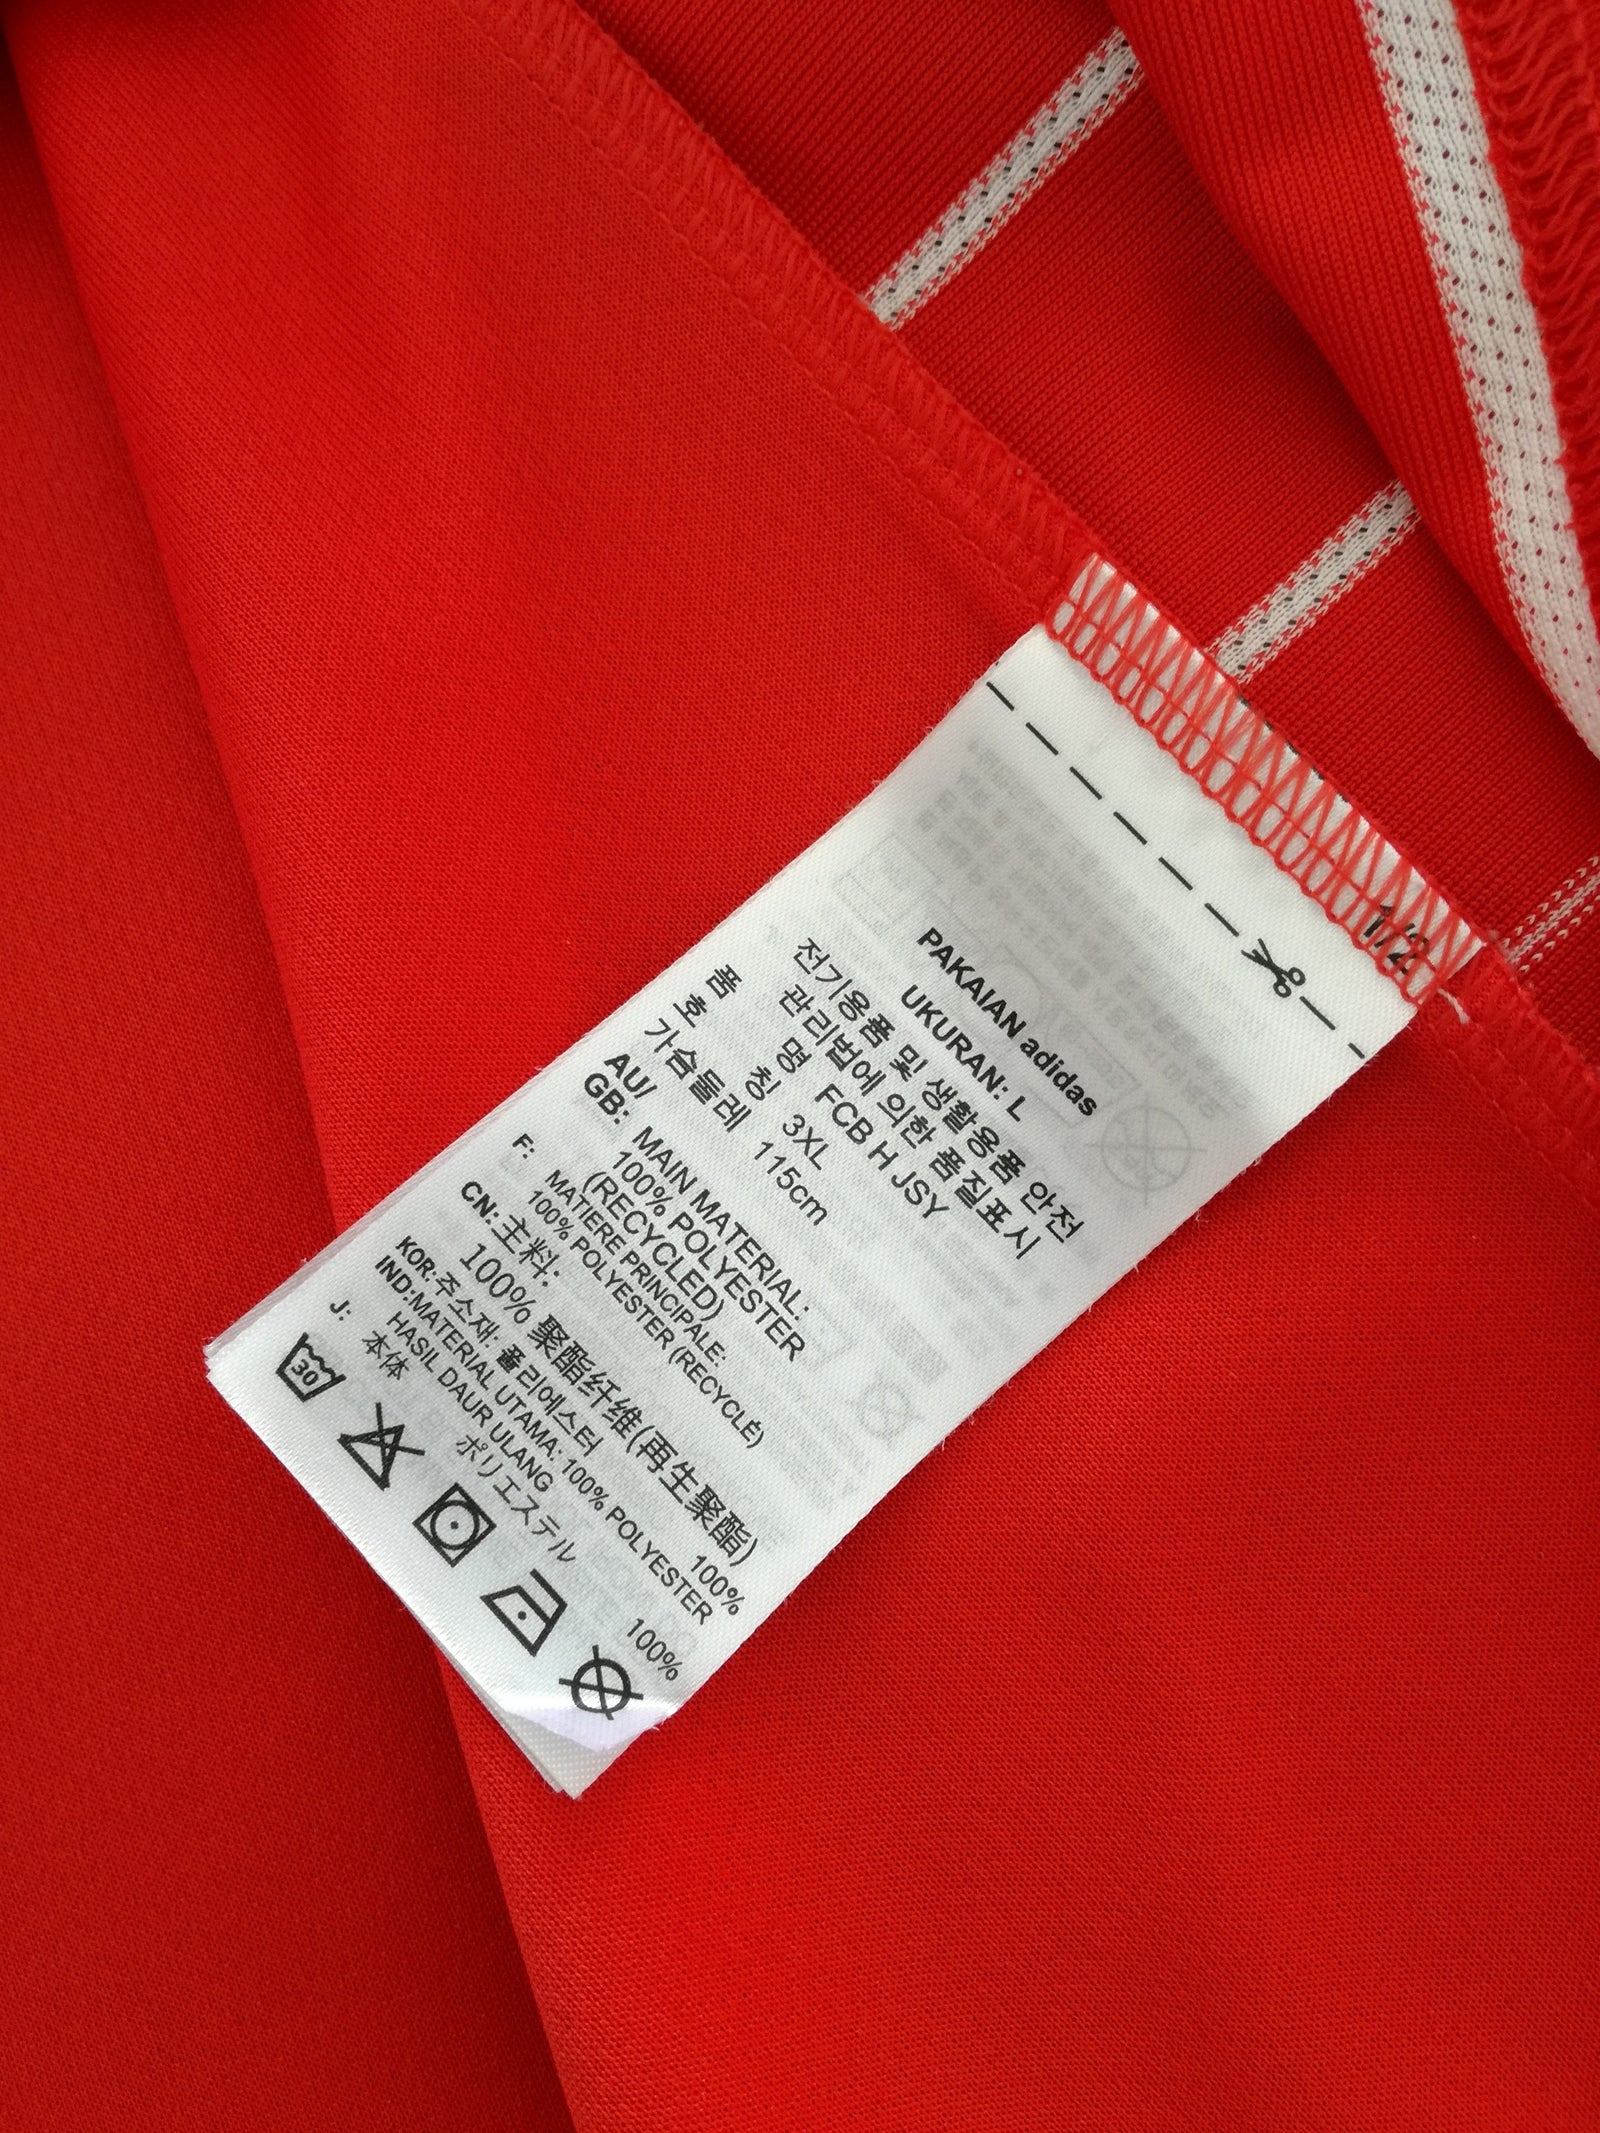 1/2
PAKAIAN adidas
UKURAN: L
전기용품 및 생활용품 안전
관리법에 의한 품질표시
품 명 FCB H JSY
호 칭 3XL
가슴둘레 115cm
AU/
GB: MAIN MATERIAL:
100% POLYESTER
(RECYCLED)
F: MATIERE PRINCIPALE:
100% POLYESTER (RECYCLÉ)
CN: 主料:
100% 聚酯纤维(再生聚酯)
KOR: 주소재: 폴리에스터 100%
IND:MATERIAL UTAMA: 100% POLYESTER
HASIL DAUR ULANG
J: 本体 ポリエステル 100%
30